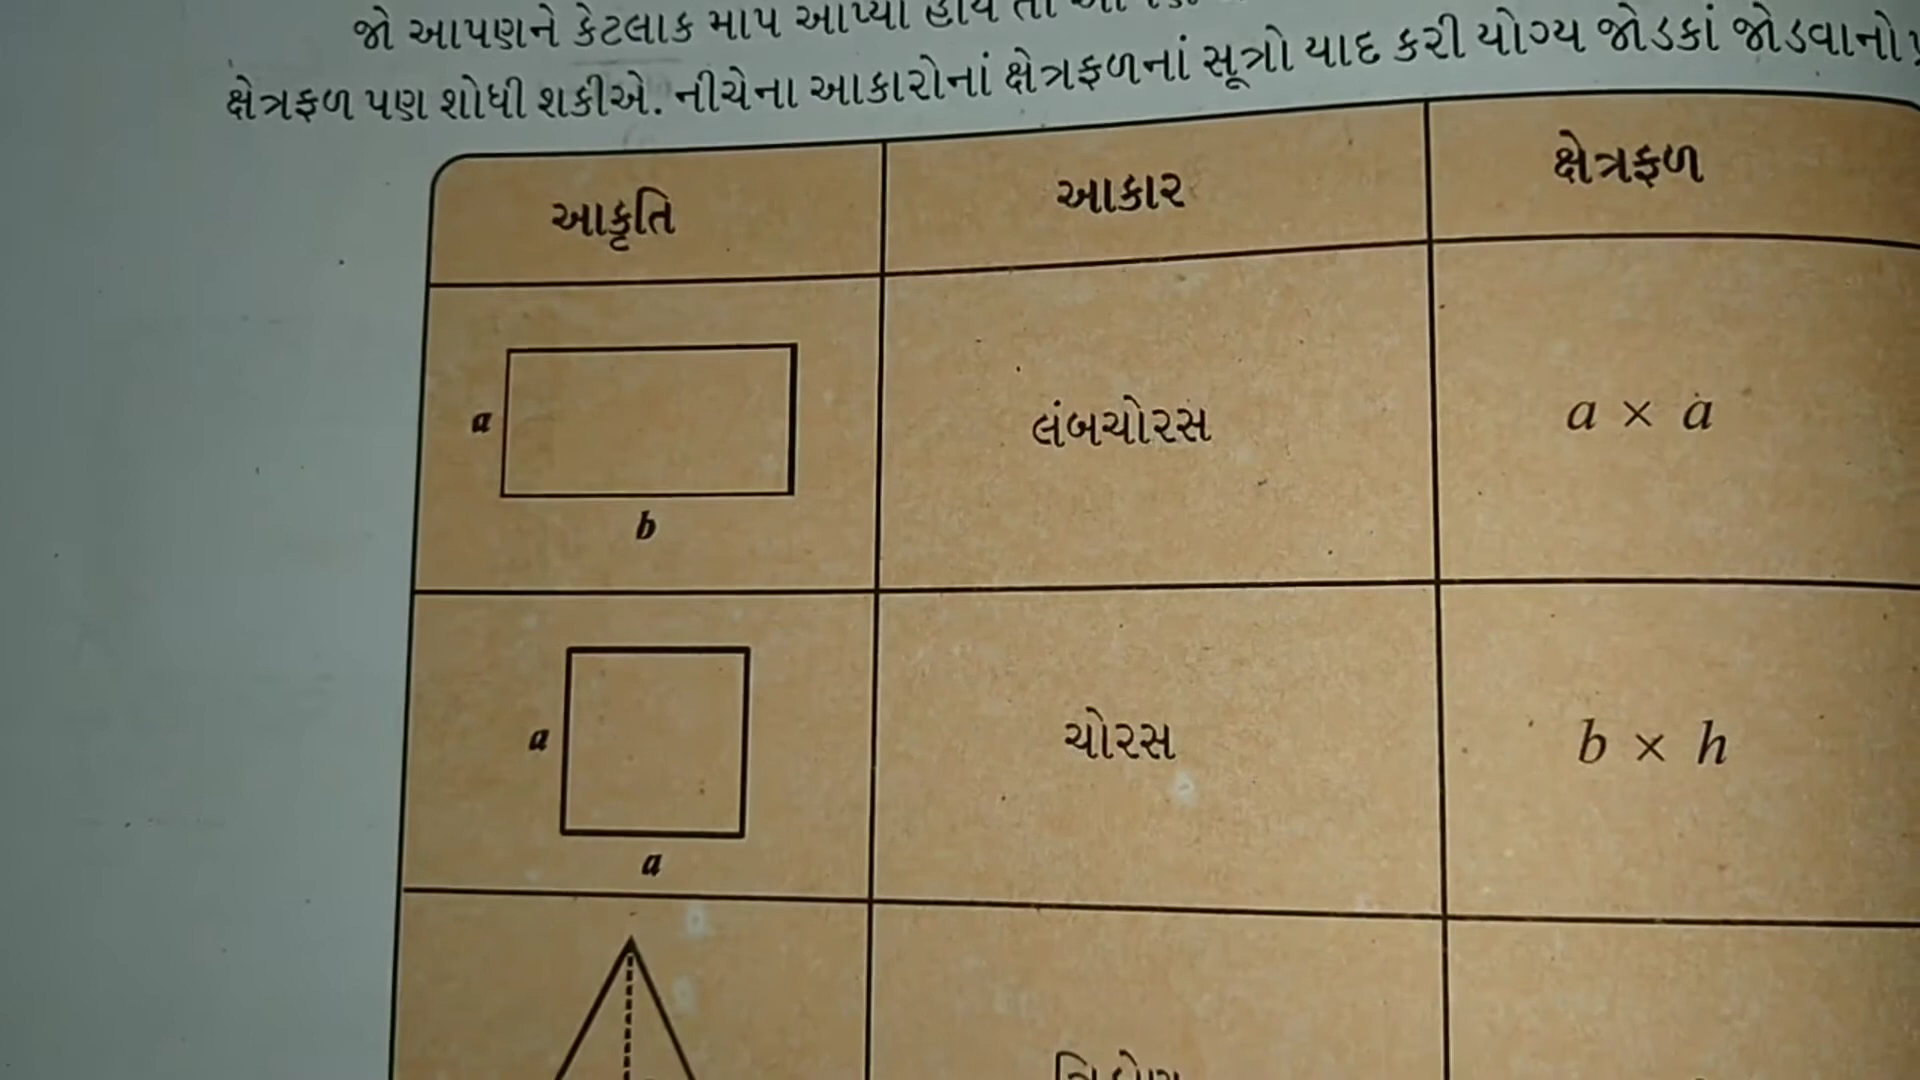 જો આપણને કેટલાક માપ આપ્યા હોય તો
ક્ષેત્રફળ પણ શોધી શકીએ. નીચેના આકારોનાં ક્ષેત્રફળનાં સૂત્રો યાદ કરી યોગ્ય જોડકાં જોડવાનો
આકૃતિ આકાર ક્ષેત્રફળ
a લંબચોરસ a × a
b
a ચોરસ b × h
a